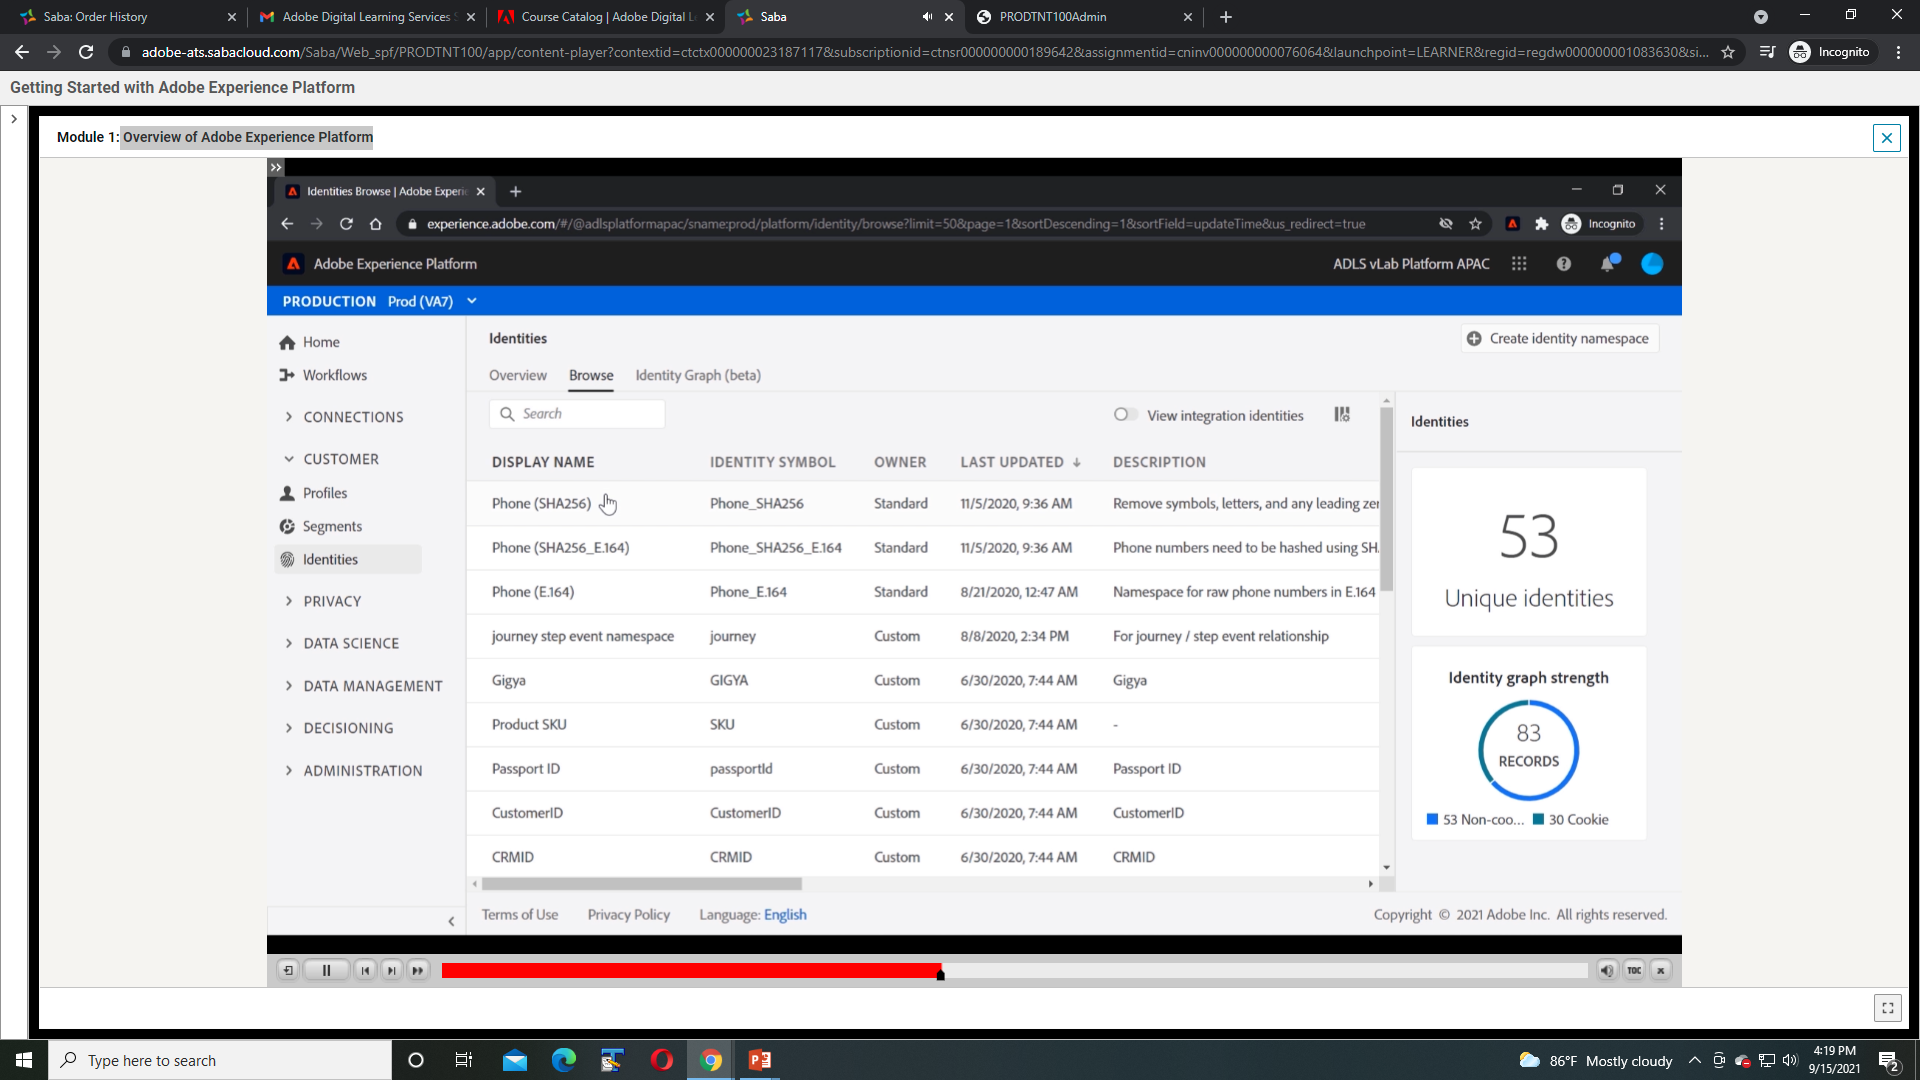 Saba: Order History
Adobe Digital Learning Services S
Course Catalog | Adobe Digital L
Saba
PRODTNT100Admin
adobe-ats.sabacloud.com/Saba/Web_spf/PRODTNT100/app/content-player?contextid=ctctx000000023187117&subscriptionid=ctnsr000000000189642&assignmentid=cninv000000000076064&launchpoint=LEARNER&regid=regdw000000001083630&si...
Incognito
Getting Started with Adobe Experience Platform
Module 1: Overview of Adobe Experience Platform
Identities Browse | Adobe Experi
experience.adobe.com/#/@adlsplatformapac/sname:prod/platform/identity/browse?limit=50&page=1&sortDescending=1&sortField=updateTime&us_redirect=true
Incognito
Adobe Experience Platform
ADLS vLab Platform APAC
PRODUCTION Prod (VA7)
Home
Workflows
CONNECTIONS
CUSTOMER
Profiles
Segments
Identities
PRIVACY
DATA SCIENCE
DATA MANAGEMENT
DECISIONING
ADMINISTRATION
Identities
Create identity namespace
Overview Browse Identity Graph (beta)
Search
View integration identities
DISPLAY NAME IDENTITY SYMBOL OWNER LAST UPDATED DESCRIPTION
Phone (SHA256) Phone_SHA256 Standard 11/5/2020, 9:36 AM Remove symbols, letters, and any leading zer
Phone (SHA256_E.164) Phone_SHA256_E.164 Standard 11/5/2020, 9:36 AM Phone numbers need to be hashed using SH
Phone (E.164) Phone_E.164 Standard 8/21/2020, 12:47 AM Namespace for raw phone numbers in E.164
journey step event namespace journey Custom 8/8/2020, 2:34 PM For journey / step event relationship
Gigya GIGYA Custom 6/30/2020, 7:44 AM Gigya
Product SKU SKU Custom 6/30/2020, 7:44 AM -
Passport ID passportId Custom 6/30/2020, 7:44 AM Passport ID
CustomerID CustomerID Custom 6/30/2020, 7:44 AM CustomerID
CRMID CRMID Custom 6/30/2020, 7:44 AM CRMID
Identities
53
Unique identities
Identity graph strength
83
RECORDS
53 Non-coo... 30 Cookie
Terms of Use Privacy Policy Language: English
Copyright © 2021 Adobe Inc. All rights reserved.
TOC
Type here to search
86°F Mostly cloudy
4:19 PM
9/15/2021
2